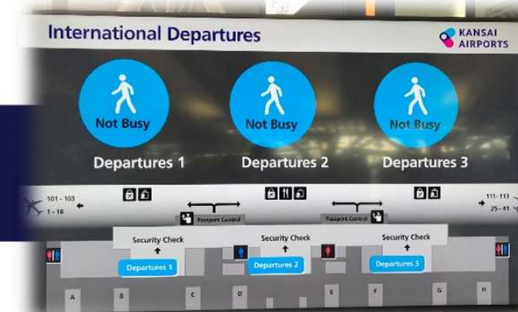 International Departures
KANSAI
AIRPORTS
Not Busy
Not Busy
Not Busy
Departures 1
Departures 2
Departures 3
101 - 103
1 - 16
111- 113
25 - 41
Passport Control
Passport Control
Security Check
Security Check
Security Check
Departures 1
Departures 2
Departures 3
A
B
C
D
E
F
G
H